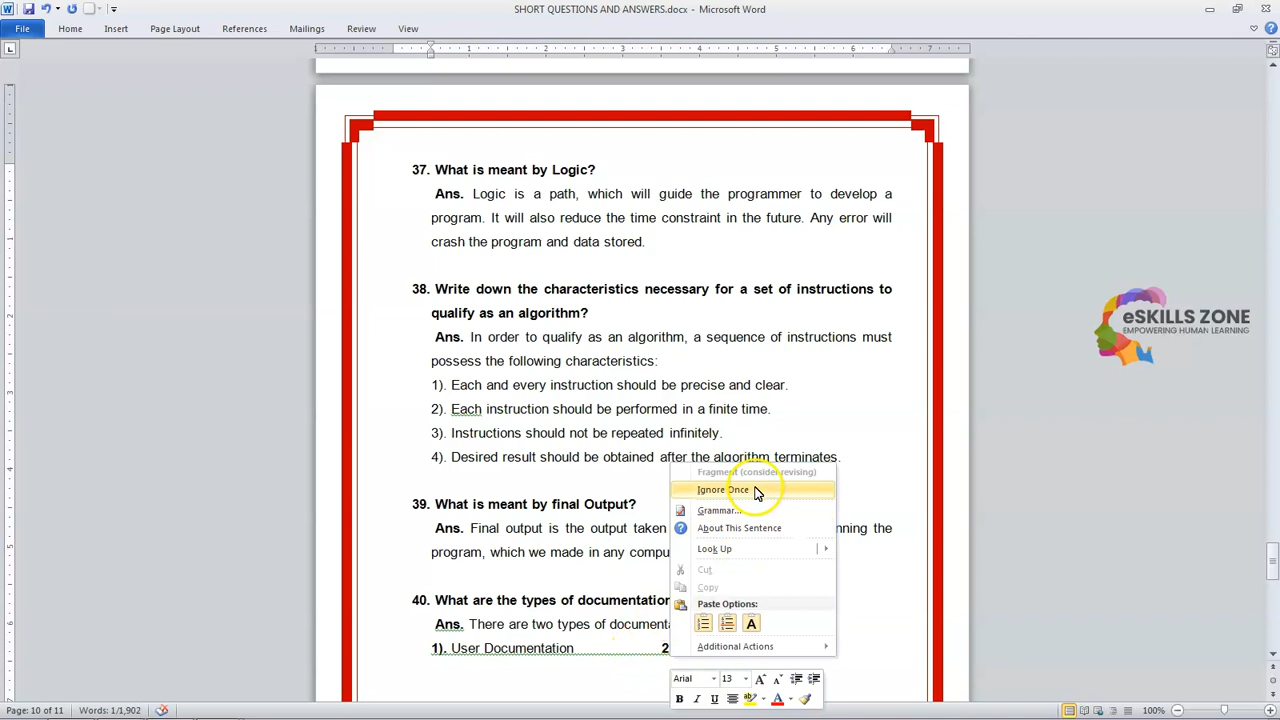 SHORT QUESTIONS AND ANSWERS.docx - Microsoft Word
File Home Insert Page Layout References Mailings Review View
1 1 2 3 4 5 6 7
37. What is meant by Logic?
Ans. Logic is a path, which will guide the programmer to develop a
program. It will also reduce the time constraint in the future. Any error will
crash the program and data stored.
38. Write down the characteristics necessary for a set of instructions to
qualify as an algorithm?
Ans. In order to qualify as an algorithm, a sequence of instructions must
possess the following characteristics:
1). Each and every instruction should be precise and clear.
2). Each instruction should be performed in a finite time.
3). Instructions should not be repeated infinitely.
4). Desired result should be obtained after the algorithm terminates.
39. What is meant by final Output?
Ans. Final output is the output taken
program, which we made in any compu
nning the
40. What are the types of documentation
Ans. There are two types of documenta
1). User Documentation 2
Fragment (consider revising)
Ignore Once
Grammar...
About This Sentence
Look Up
Cut
Copy
Paste Options:
Additional Actions
Arial 13
eSKILLS ZONE
EMPOWERING HUMAN LEARNING
Page: 10 of 11 Words: 1/1,902 100%